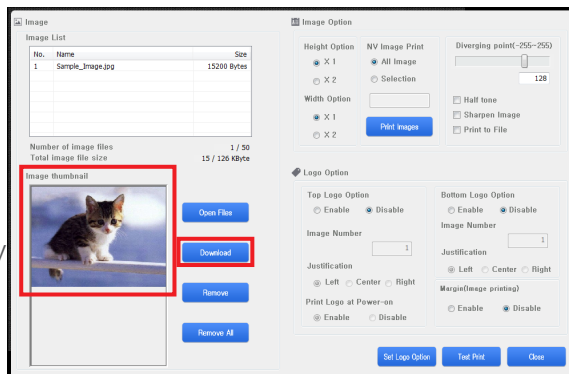 Image
Image List
No. Name Size
1 Sample_Image.jpg 15200 Bytes
Number of image files 1 / 50
Total image file size 15 / 126 KByte
Image thumbnail
Open Files
Download
Remove
Remove All
Image Option
Height Option
X 1
X 2
Width Option
X 1
X 2
NV Image Print
All Image
Selection
Print Images
Diverging point(-255~255)
128
Half tone
Sharpen Image
Print to File
Logo Option
Top Logo Option
Enable Disable
Image Number
1
Justification
Left Center Right
Print Logo at Power-on
Enable Disable
Bottom Logo Option
Enable Disable
Image Number
1
Justification
Left Center Right
Margin(Image printing)
Enable Disable
Set Logo Option Test Print Close